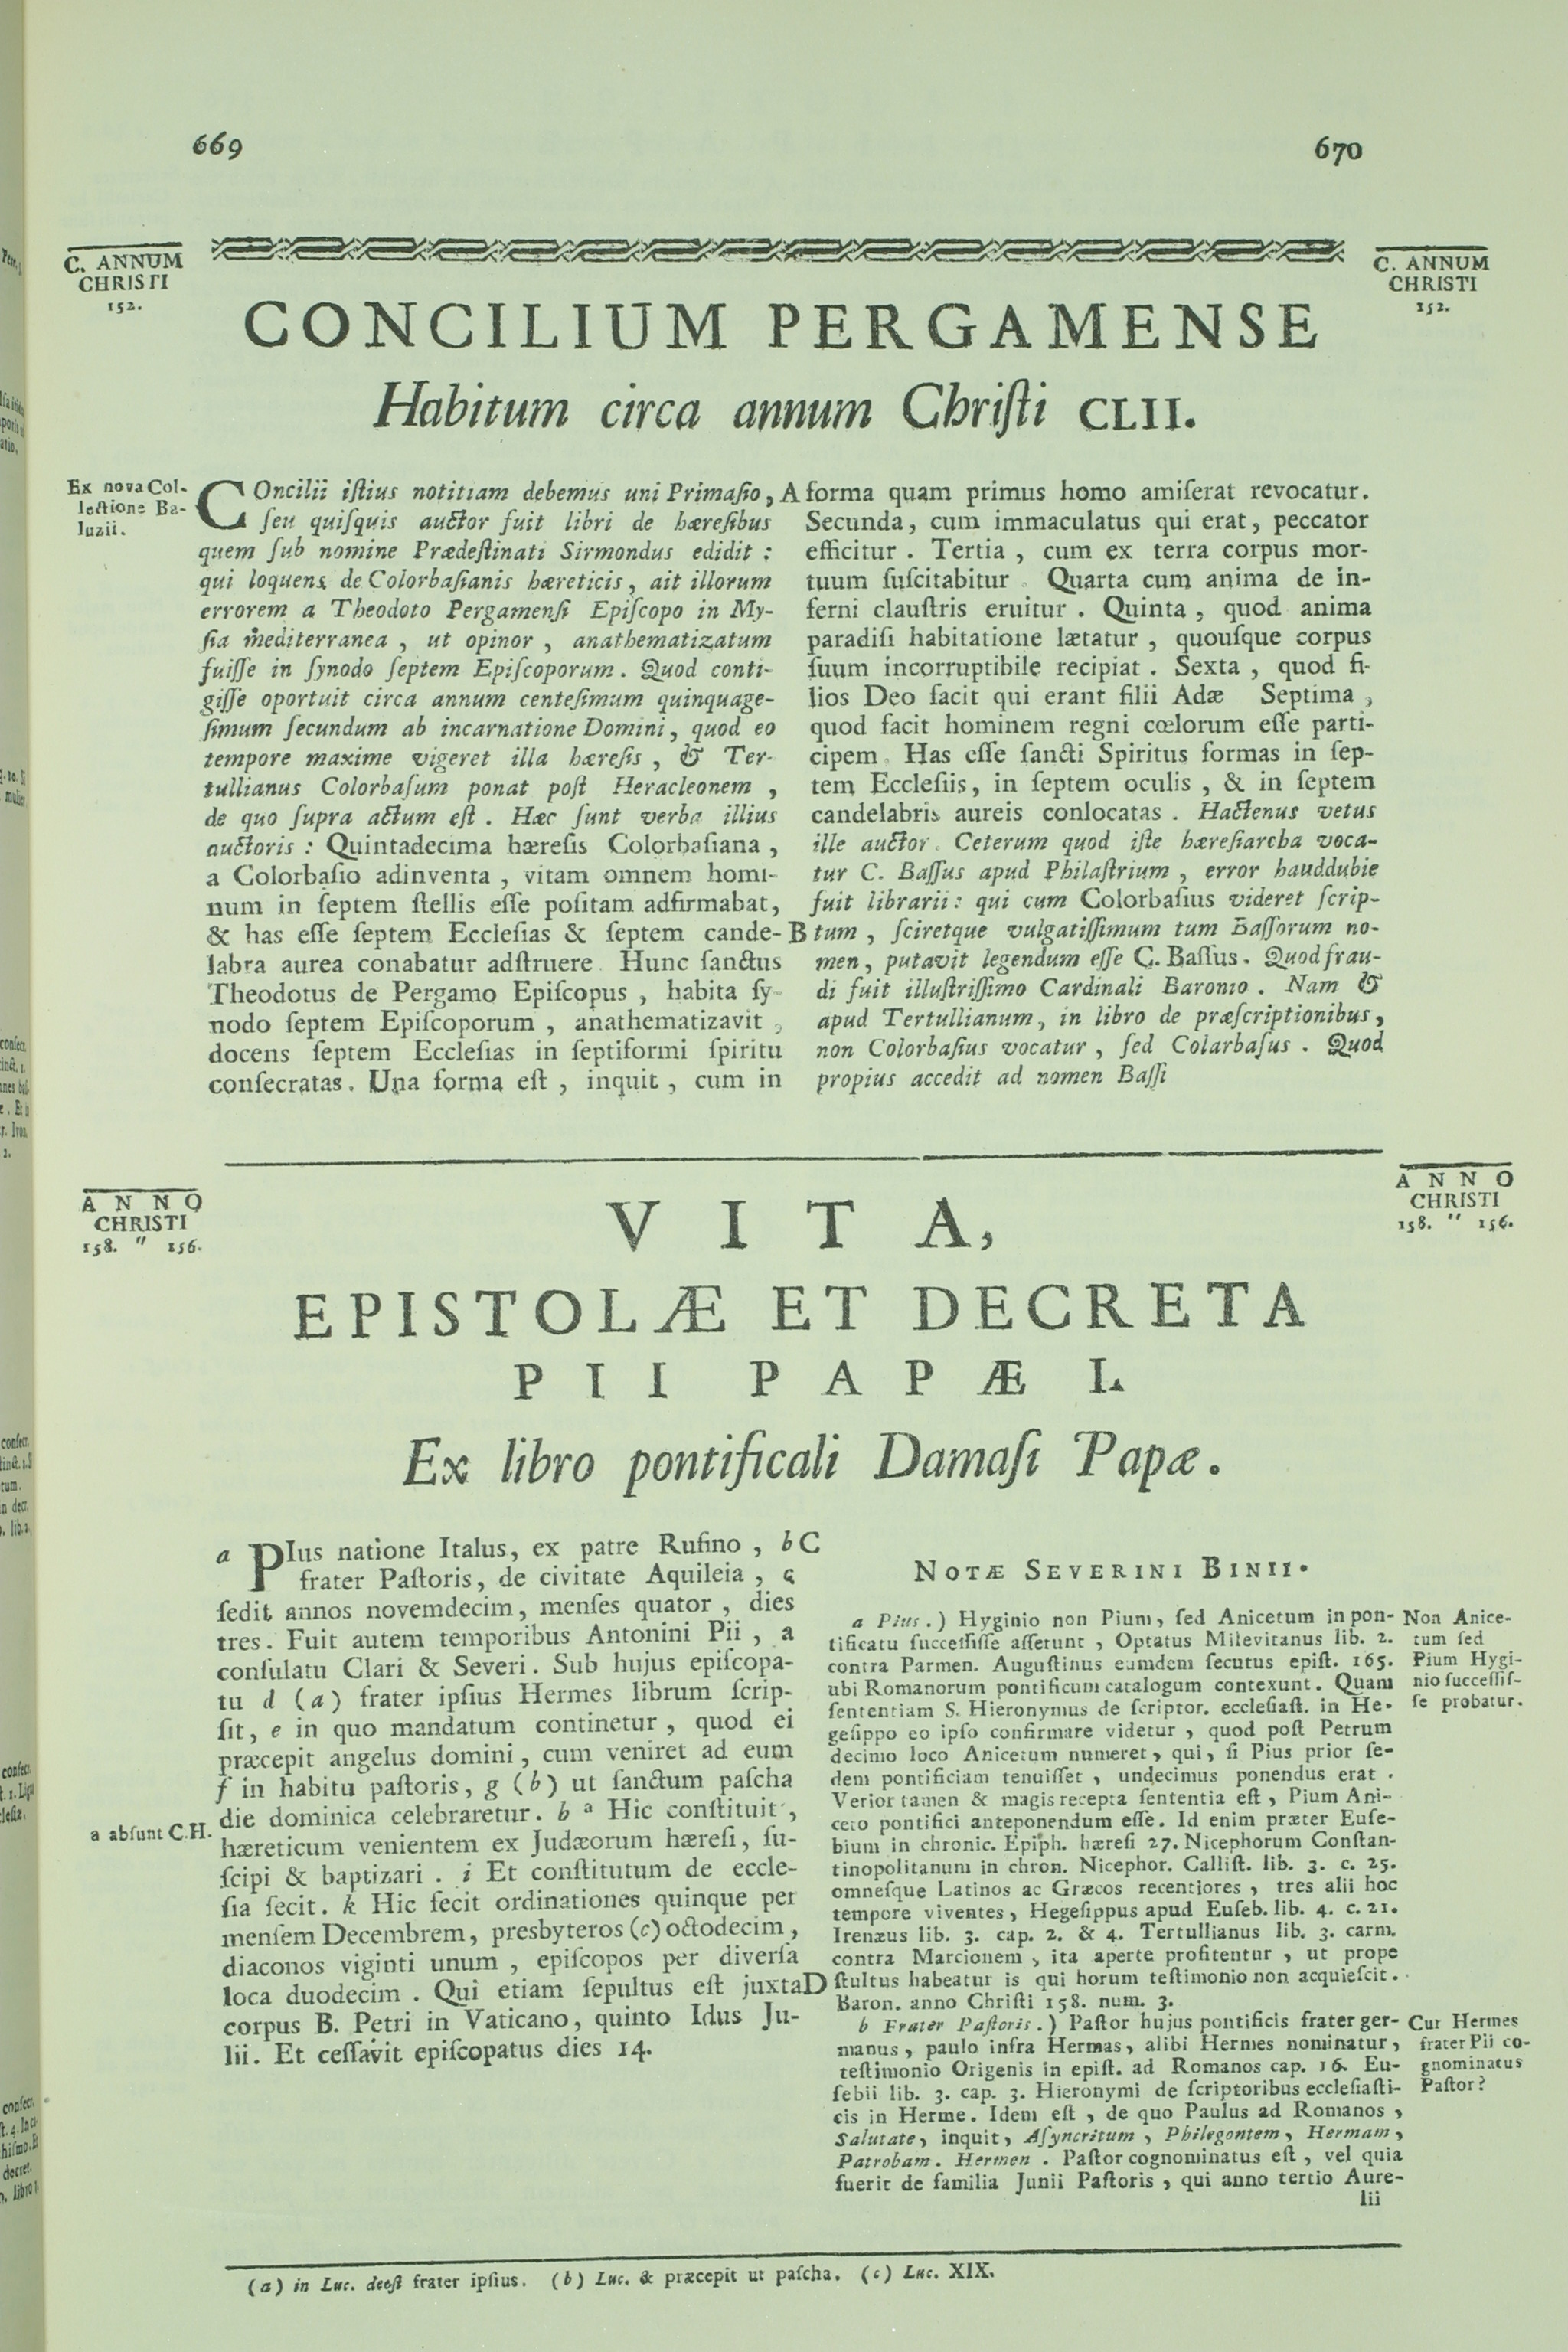 669
670
C. ANNUM
CHRISTI
152.
C. ANNUM
CHRISTI
152.
CONCILIUM PERGAMENSE
Habitum circa annum Chriſti CLII.
Ex nova Col-
lectione Ba-
luzii.
COncilii iſtius notitiam debemus uni Primaſio,
ſeu quiſquis auctor fuit libri de hæreſibus
quem ſub nomine Prædeſtinati Sirmondus edidit :
qui loquens de Colorbaſianis hæreticis, ait illorum
errorem a Theodoto Pergamenſi Epiſcopo in My-
ſia mediterranea , ut opinor , anathematizatum
fuiſſe in ſynodo ſeptem Epiſcoporum . Quod conti-
giſſe oportuit circa annum centeſimum quinquage-
ſimum ſecundum ab incarnatione Domini, quod eo
tempore maxime vigeret illa hæreſis , & Ter-
tullianus Colorbaſum ponat poſt Heracleonem ,
de quo ſupra actum eſt . Hæc ſunt verba illius
auctoris : Quintadecima hæreſis Colorbaſiana ,
a Colorbaſio adinventa , vitam omnem homi-
num in ſeptem ſtellis eſſe poſitam adfirmabat,
& has eſſe ſeptem Eccleſias & ſeptem cande-
labra aurea conabatur adſtruere. Hunc ſanctus
Theodotus de Pergamo Epiſcopus , habita ſy-
nodo ſeptem Epiſcoporum , anathematizavit ,
docens ſeptem Eccleſias in ſeptiformi ſpiritu
conſecratas. Una forma eſt , inquit , cum in
A forma quam primus homo amiſerat revocatur.
Secunda, cum immaculatus qui erat, peccator
efficitur . Tertia , cum ex terra corpus mor-
tuum ſuſcitabitur . Quarta cum anima de in-
ferni clauſtris eruitur . Quinta , quod anima
paradiſi habitatione lætatur , quouſque corpus
ſuum incorruptibile recipiat . Sexta , quod fi-
lios Deo facit qui erant filii Adæ Septima ,
quod facit hominem regni cœlorum eſſe parti-
cipem. Has eſſe ſancti Spiritus formas in ſep-
tem Eccleſiis, in ſeptem oculis , & in ſeptem
candelabris aureis conlocatas . Hactenus vetus
ille auctor. Ceterum quod iſte hæreſiarcha voca-
tur C. Baſſus apud Philaſtrium , error hauddubie
fuit librarii: qui cum Colorbaſius videret ſcrip-
B tum , ſciretque vulgatiſſimum tum Baſſorum no-
men, putavit legendum eſſe C. Baſſus. Quod frau-
di fuit illuſtriſſimo Cardinali Baronio . Nam &
apud Tertullianum, in libro de præſcriptionibus,
non Colorbaſius vocatur , ſed Colarbaſus . Quod
propius accedit ad nomen Baſſi
ANNO
CHRISTI
158. " 156.
ANNO
CHRISTI
158. " 156.
VITA,
EPISTOLÆ ET DECRETA
PII PAPÆ I.
Ex libro pontificali Damaſi Papæ.
a PIus natione Italus, ex patre Rufino , b
frater Paſtoris, de civitate Aquileia , c
ſedit annos novemdecim, menſes quator , dies
tres. Fuit autem temporibus Antonini Pii , a
conſulatu Clari & Severi. Sub hujus epiſcopa-
tu d (a) frater ipſius Hermes librum ſcrip-
ſit, e in quo mandatum continetur , quod ei
præcepit angelus domini, cum veniret ad eum
f in habitu paſtoris, g (b) ut ſanctum paſcha
die dominica celebraretur. h ª Hic conſtituit ,
a abſunt C.H.
hæreticum venientem ex Judæorum hæreſi, ſu-
ſcipi & baptizari . i Et conſtitutum de eccle-
ſia fecit. k Hic fecit ordinationes quinque per
menſem Decembrem, presbyteros (c) octodecim,
diaconos viginti unum , epiſcopos per diverſa
loca duodecim . Qui etiam ſepultus eſt juxta
corpus B. Petri in Vaticano, quinto Idus Ju-
lii. Et ceſſavit epiſcopatus dies 14.
C
NOTÆ SEVERINI BINII.
a Pius.) Hyginio non Pium, ſed Anicetum in pon-
tificatu ſucceſſiſſe aſſerunt , Optatus Milevitanus lib. 2.
contra Parmen. Auguſtinus eumdem ſecutus epiſt. 165.
ubi Romanorum pontificum catalogum contexunt. Quam
ſententiam S. Hieronymus de ſcriptor. eccleſiaſt. in He-
geſippo eo ipſo confirmare videtur , quod poſt Petrum
decimo loco Anicetum numeret, qui, ſi Pius prior ſe-
dem pontificiam tenuiſſet , undecimus ponendus erat .
Verior tamen & magis recepta ſententia eſt , Pium Ani-
ceto pontifici anteponendum eſſe. Id enim præter Euſe-
bium in chronic. Epiph. hæreſi 27. Nicephorum Conſtan-
tinopolitanum in chron. Nicephor. Calliſt. lib. 3. c. 25.
omneſque Latinos ac Græcos recentiores , tres alii hoc
tempore viventes, Hegeſippus apud Euſeb. lib. 4. c. 21.
Irenæus lib. 3. cap. 2. & 4. Tertullianus lib. 3. carm.
contra Marcionem , ita aperte profitentur , ut prope
D ſtultus habeatur is qui horum teſtimonio non acquieſcit.
Baron. anno Chriſti 158. num. 3.
b Frater Paſtoris.) Paſtor hujus pontificis frater ger-
manus , paulo infra Hermas, alibi Hermes nominatur,
teſtimonio Origenis in epiſt. ad Romanos cap. 16. Eu-
ſebii lib. 3. cap. 3. Hieronymi de ſcriptoribus eccleſiaſti-
cis in Herme. Idem eſt , de quo Paulus ad Romanos ,
Salutate, inquit, Aſyncritum , Philegontem, Hermam,
Patrobam. Hermen . Paſtor cognominatus eſt , vel quia
fuerit de familia Junii Paſtoris , qui anno tertio Aure-
lii
Non Anice-
tum ſed
Pium Hygi-
nio ſucceſſiſ-
ſe probatur.
Cur Hermes
frater Pii co-
gnominatus
Paſtor?
(a) in Luc. deeſt frater ipſius. (b) Luc. & præcepit ut paſcha. (c) Luc. XIX.